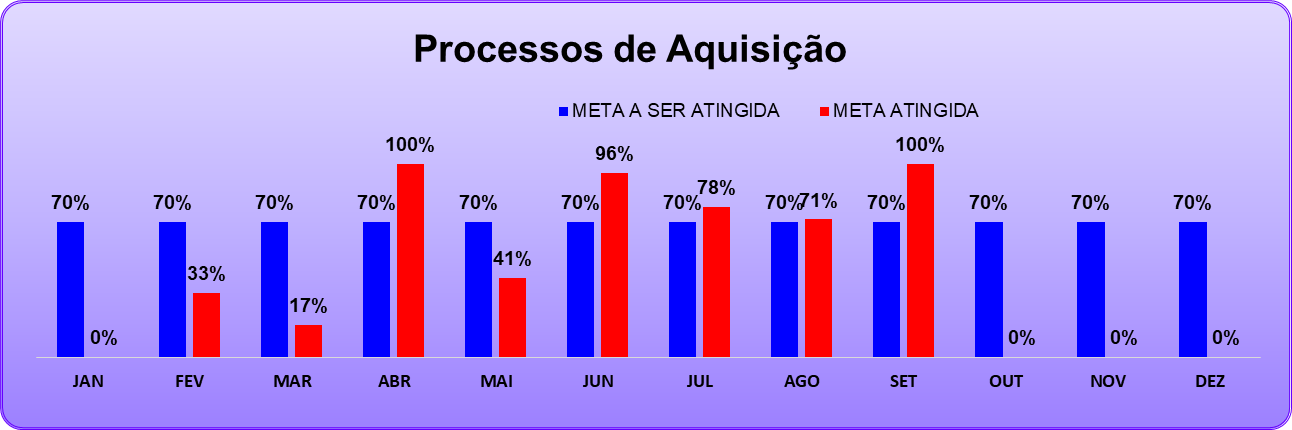 Processos de Aquisição
META A SER ATINGIDA META ATINGIDA
100% 96% 100%
70% 70% 70% 70% 70% 70% 70% 78% 70% 71% 70% 70% 70% 70%
33% 41%
0% 17% 0% 0% 0%
JAN FEV MAR ABR MAI JUN JUL AGO SET OUT NOV DEZ